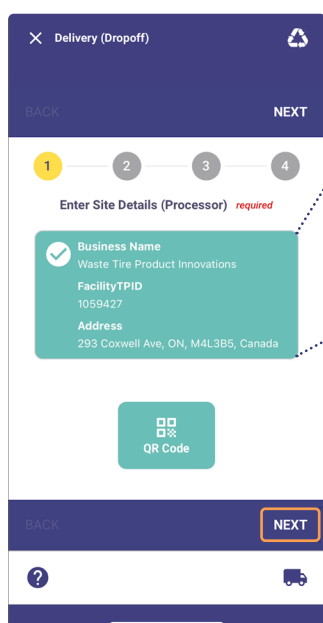 Delivery (Dropoff)
BACK
NEXT
1
2
3
4
Enter Site Details (Processor) required
Business Name
Waste Tire Product Innovations
FacilityTPID
1059427
Address
293 Coxwell Ave, ON, M4L3B5, Canada
QR Code
BACK
NEXT
?